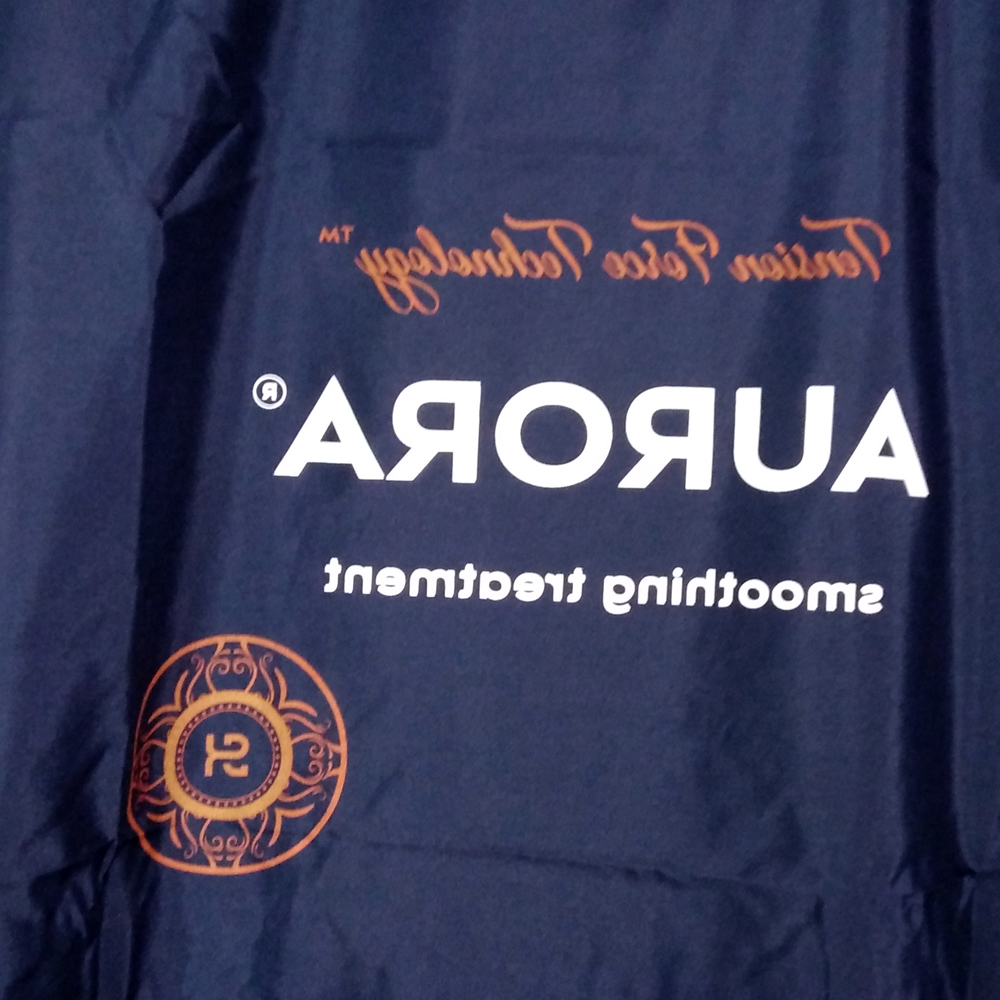 Tension Force Technology™
AURORA®
smoothing treatment